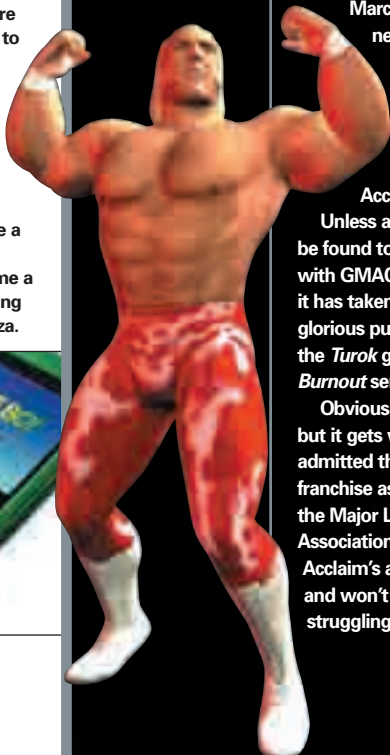 re
to
e a
me a
ng
za.
Marc
ne
Acc
Unless a
be found to
with GMAC
it has taken
glorious pu
the Turok g
Burnout ser
Obvious
but it gets v
admitted th
franchise as
the Major L
Association
Acclaim's a
and won't
struggling